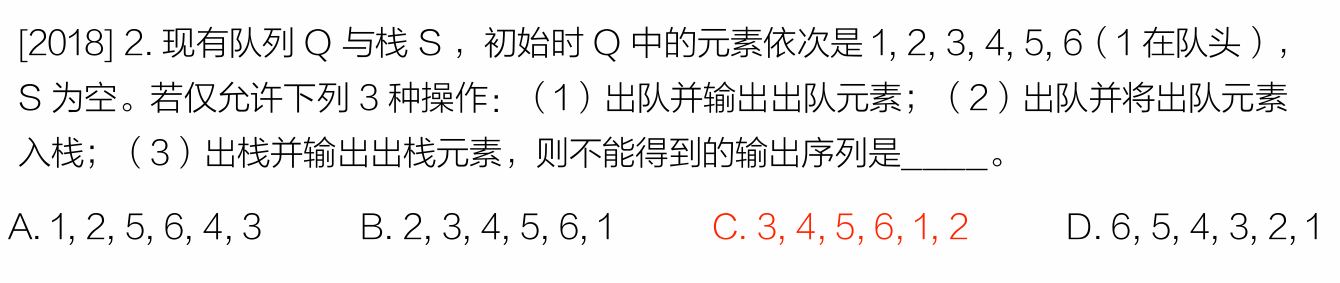 [2018] 2. 现有队列 Q 与栈 S ，初始时 Q 中的元素依次是 1, 2, 3, 4, 5, 6（ 1 在队头 ），
S 为空。若仅允许下列 3 种操作：（ 1 ）出队并输出出队元素；（ 2 ）出队并将出队元素
入栈；（ 3 ）出栈并输出出栈元素，则不能得到的输出序列是_____。
A. 1, 2, 5, 6, 4, 3 B. 2, 3, 4, 5, 6, 1 C. 3, 4, 5, 6, 1, 2 D. 6, 5, 4, 3, 2, 1